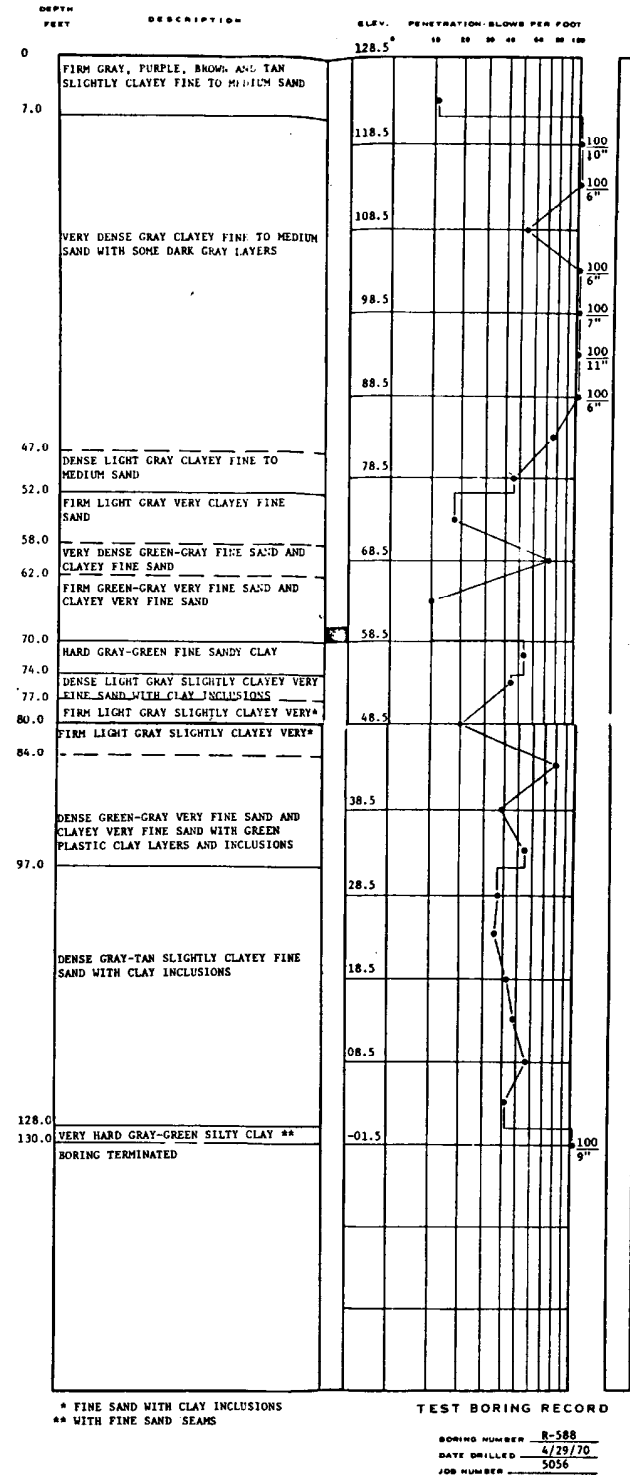 DEPTH
FEET
DESCRIPTION
ELEV.
PENETRATION-BLOWS PER FOOT
0 10 20 30 40 60 80 100
0
128.5
FIRM GRAY, PURPLE, BROWN AND TAN
SLIGHTLY CLAYEY FINE TO MEDIUM SAND
7.0
118.5
100
10"
100
6"
108.5
VERY DENSE GRAY CLAYEY FINE TO MEDIUM
SAND WITH SOME DARK GRAY LAYERS
100
6"
98.5
100
7"
100
11"
88.5
100
6"
47.0
DENSE LIGHT GRAY CLAYEY FINE TO
MEDIUM SAND
78.5
52.0
FIRM LIGHT GRAY VERY CLAYEY FINE
SAND
58.0
VERY DENSE GREEN-GRAY FINE SAND AND
CLAYEY FINE SAND
68.5
62.0
FIRM GREEN-GRAY VERY FINE SAND AND
CLAYEY VERY FINE SAND
70.0
58.5
HARD GRAY-GREEN FINE SANDY CLAY
74.0
DENSE LIGHT GRAY SLIGHTLY CLAYEY VERY
FINE SAND WITH CLAY INCLUSIONS
77.0
FIRM LIGHT GRAY SLIGHTLY CLAYEY VERY*
80.0
48.5
FIRM LIGHT GRAY SLIGHTLY CLAYEY VERY*
84.0
38.5
DENSE GREEN-GRAY VERY FINE SAND AND
CLAYEY VERY FINE SAND WITH GREEN
PLASTIC CLAY LAYERS AND INCLUSIONS
97.0
28.5
DENSE GRAY-TAN SLIGHTLY CLAYEY FINE
SAND WITH CLAY INCLUSIONS
18.5
08.5
128.0
VERY HARD GRAY-GREEN SILTY CLAY **
130.0
-01.5
100
9"
BORING TERMINATED
* FINE SAND WITH CLAY INCLUSIONS
** WITH FINE SAND SEAMS
TEST BORING RECORD
BORING NUMBER R-588
DATE DRILLED 4/29/70
JOB NUMBER 5056